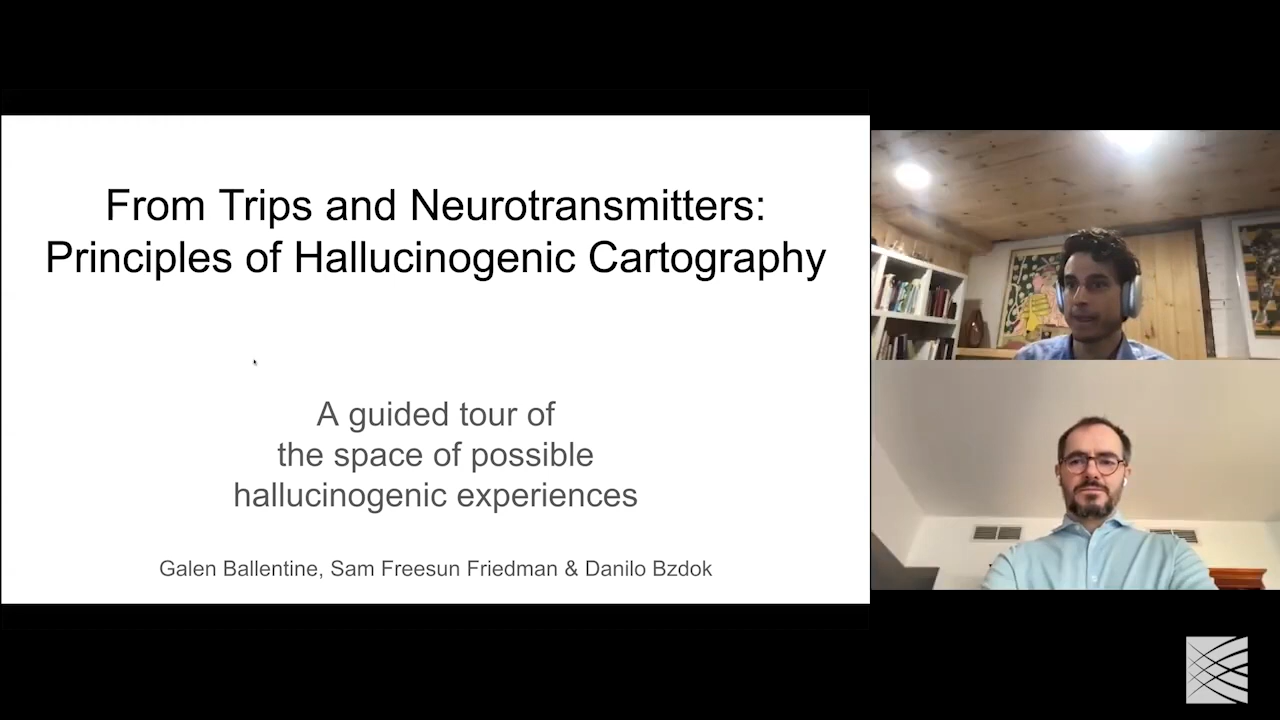 From Trips and Neurotransmitters:
Principles of Hallucinogenic Cartography
A guided tour of
the space of possible
hallucinogenic experiences
Galen Ballentine, Sam Freesun Friedman & Danilo Bzdok